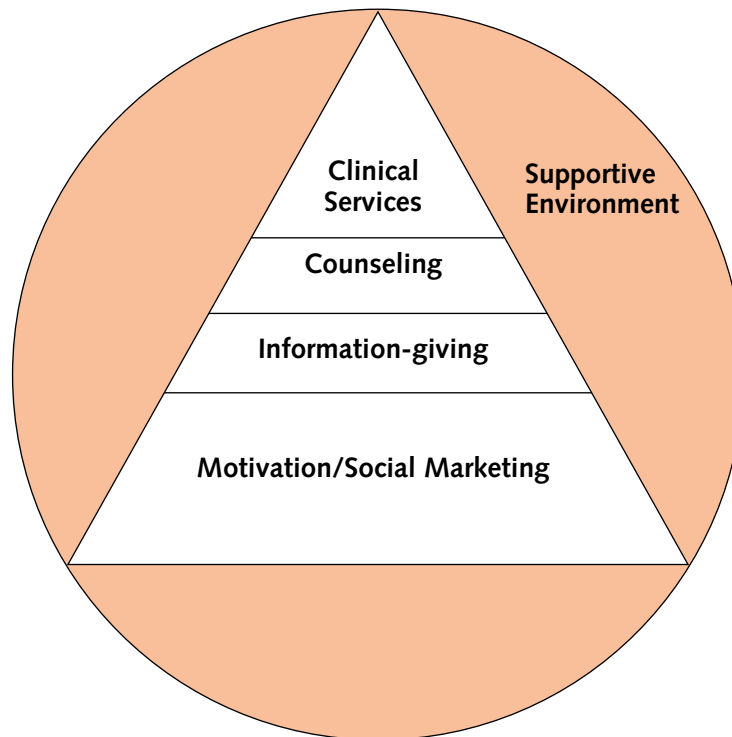 Clinical
Services
Supportive
Environment
Counseling
Information-giving
Motivation/Social Marketing